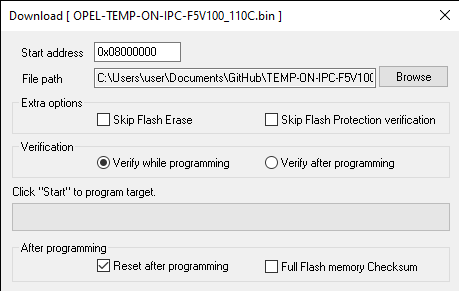 Download [ OPEL-TEMP-ON-IPC-F5V100_110C.bin ]
Start address 0x08000000
File path C:\Users\user\Documents\GitHub\TEMP-ON-IPC-F5V100 Browse
Extra options
Skip Flash Erase Skip Flash Protection verification
Verification
Verify while programming Verify after programming
Click "Start" to program target.
After programming
Reset after programming Full Flash memory Checksum